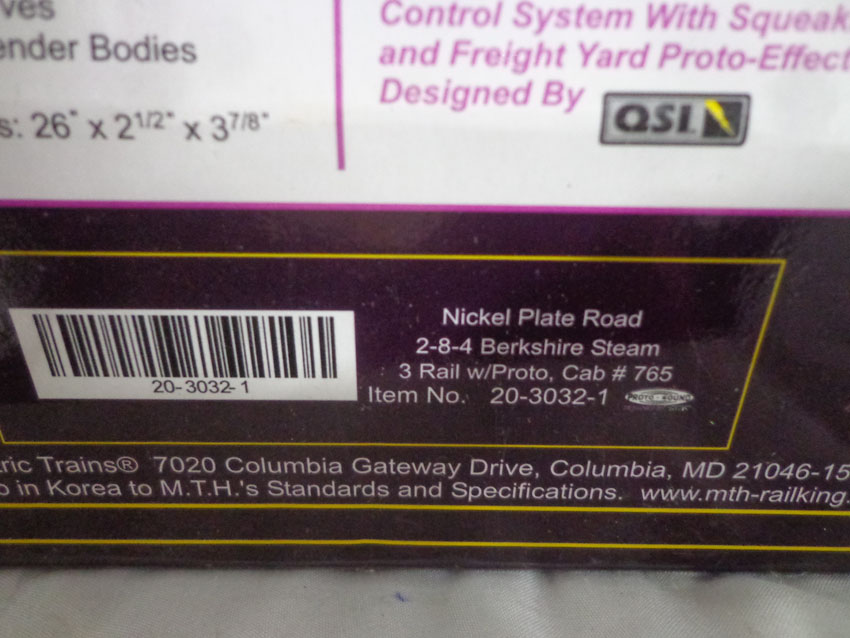 ves
ender Bodies
s: 26" x 2 1/2" x 3 7/8"
Control System With Squeak
and Freight Yard Proto-Effect
Designed By QSI
20-3032-1
Nickel Plate Road
2-8-4 Berkshire Steam
3 Rail w/Proto, Cab # 765
Item No. 20-3032-1 PROTO-SOUND
tric Trains® 7020 Columbia Gateway Drive, Columbia, MD 21046-15
o in Korea to M.T.H.'s Standards and Specifications. www.mth-railking.